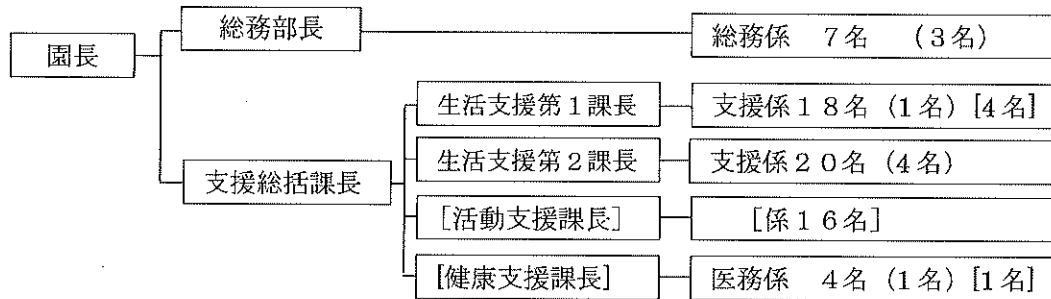 園長
総務部長
総務係 7名 (3名)
支援総括課長
生活支援第1課長
支援係18名 (1名) [4名]
生活支援第2課長
支援係20名 (4名)
[活動支援課長]
[係16名]
[健康支援課長]
医務係 4名 (1名) [1名]